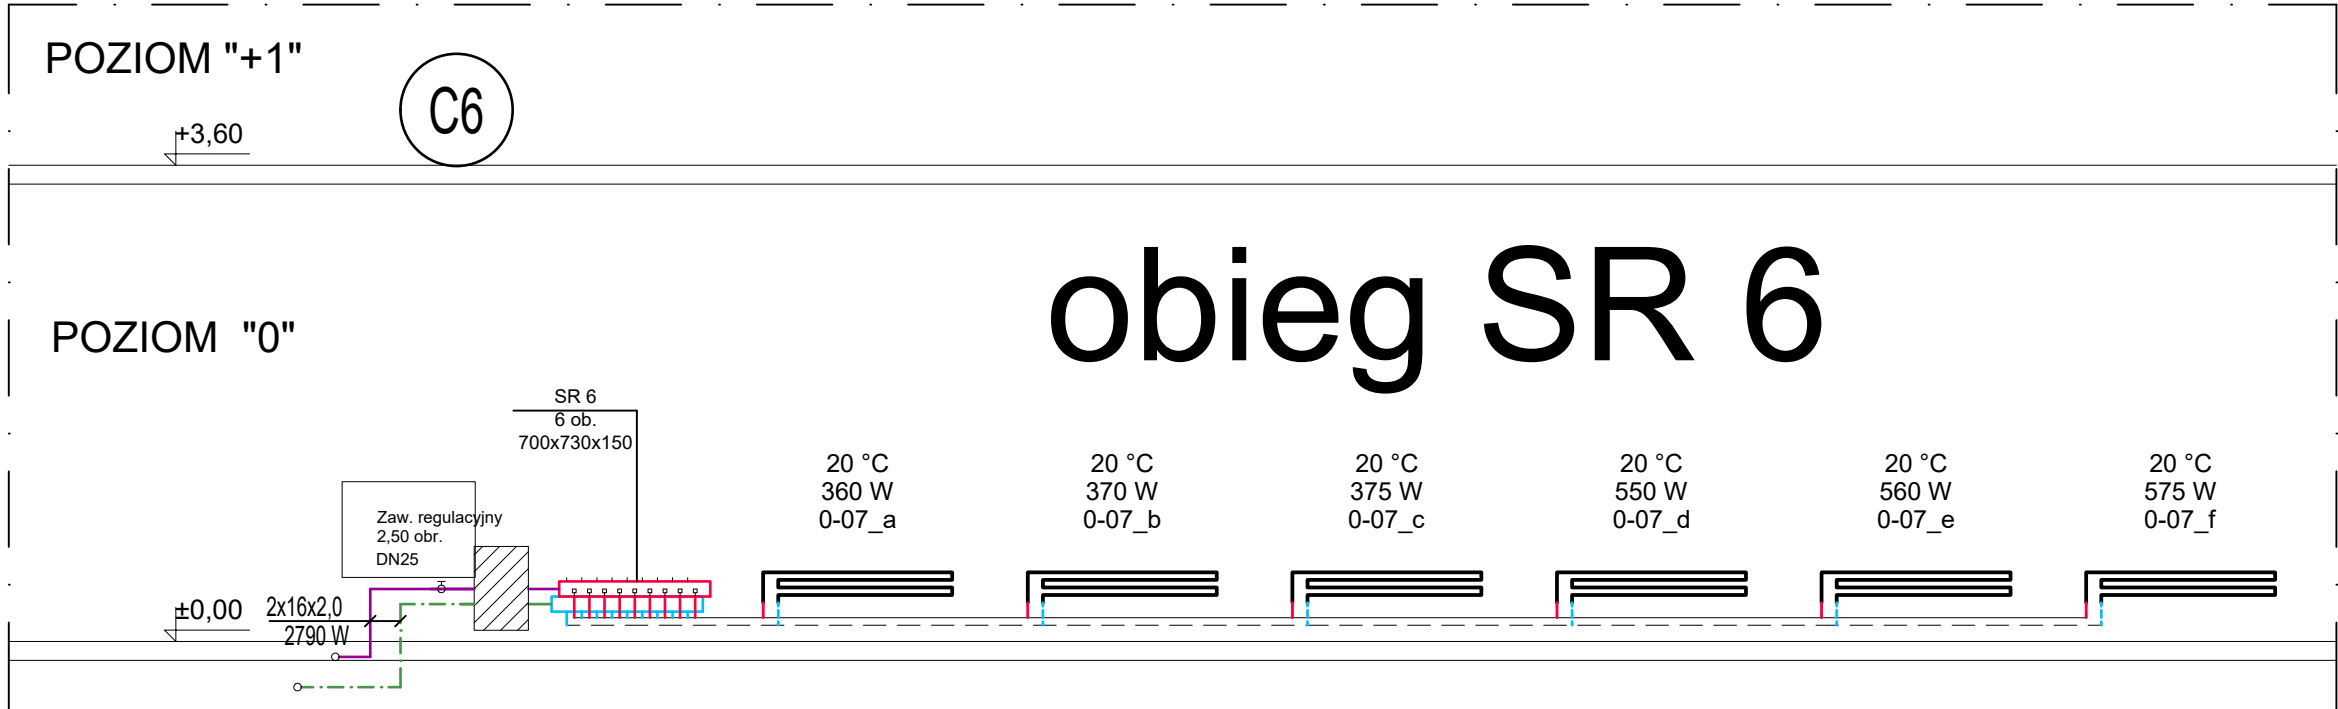 POZIOM "+1"
C6
+3,60
obieg SR 6
POZIOM "0"
SR 6
6 ob.
700x730x150
20 °C
360 W
0-07_a
20 °C
370 W
0-07_b
20 °C
375 W
0-07_c
20 °C
550 W
0-07_d
20 °C
560 W
0-07_e
20 °C
575 W
0-07_f
Zaw. regulacyjny
2,50 obr.
DN25
±0,00
2x16x2,0
2790 W